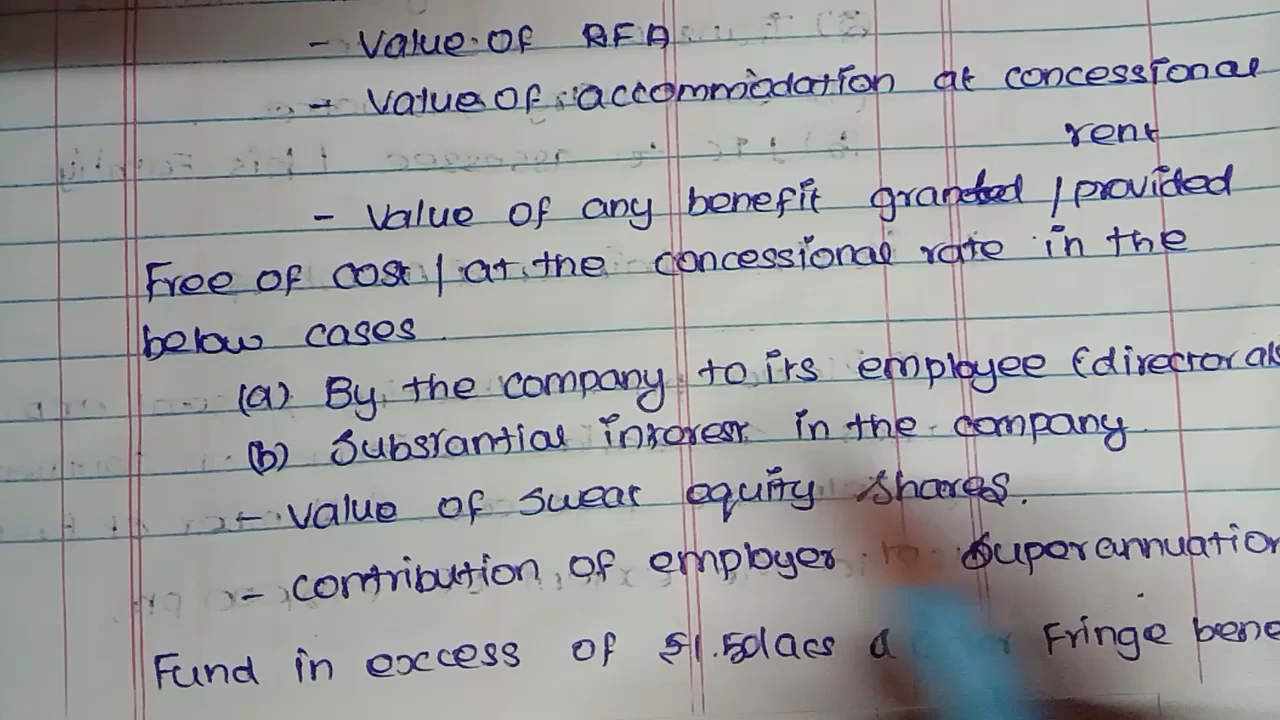 - Value of RFA
- Value of accommodation at concessional
rent
- Value of any benefit granted / provided
Free of cost / at the concessional rate in the
below cases
(a) By the company to its employee (director
(b) Substantial interest in the company
- Value of swear equity shares.
- contribution of employer to Superannuation
Fund in excess of 1.50lacs Fringe bene